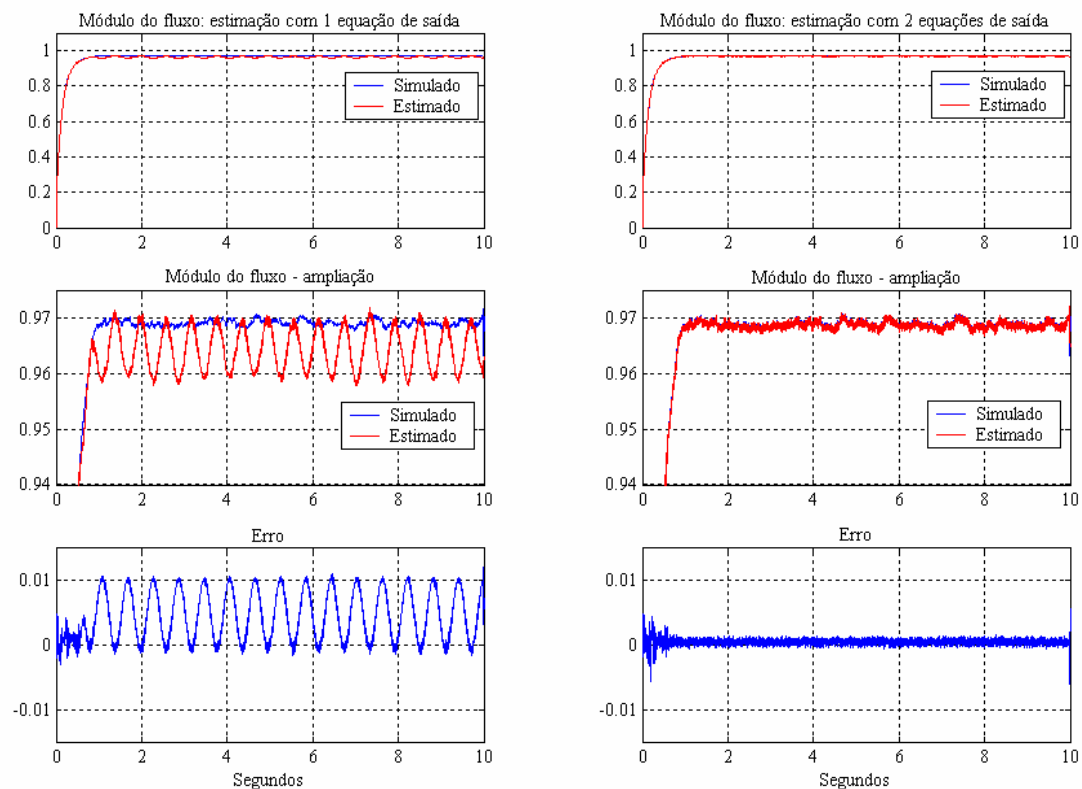 Módulo do fluxo: estimação com 1 equação de saída
1
0.8
0.6
0.4
0.2
0
Simulado
Estimado
0 2 4 6 8 10
Módulo do fluxo - ampliação
0.97
0.96
0.95
0.94
Simulado
Estimado
0 2 4 6 8 10
Erro
0.01
0
-0.01
0 2 4 6 8 10
Segundos
Módulo do fluxo: estimação com 2 equações de saída
1
0.8
0.6
0.4
0.2
0
Simulado
Estimado
0 2 4 6 8 10
Módulo do fluxo - ampliação
0.97
0.96
0.95
0.94
Simulado
Estimado
0 2 4 6 8 10
Erro
0.01
0
-0.01
0 2 4 6 8 10
Segundos